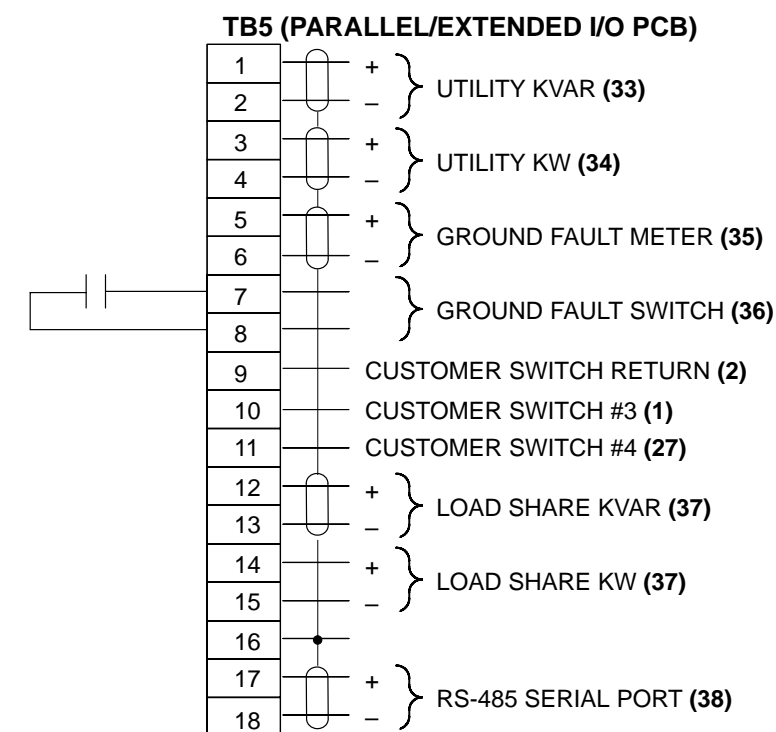 TB5 (PARALLEL/EXTENDED I/O PCB)
1 +
2 –
UTILITY KVAR (33)
3 +
4 –
UTILITY KW (34)
5 +
6 –
GROUND FAULT METER (35)
7
8
GROUND FAULT SWITCH (36)
9 CUSTOMER SWITCH RETURN (2)
10 CUSTOMER SWITCH #3 (1)
11 CUSTOMER SWITCH #4 (27)
12 +
13 –
LOAD SHARE KVAR (37)
14 +
15 –
LOAD SHARE KW (37)
16
17 +
18 –
RS-485 SERIAL PORT (38)